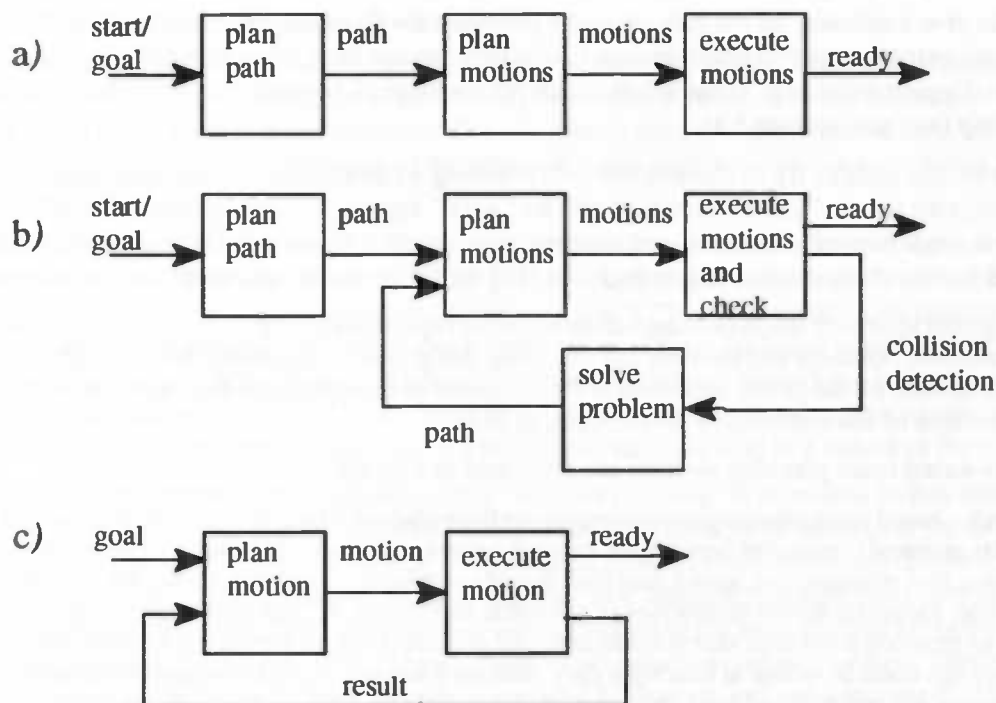 a)
start/
goal
plan
path
path
plan
motions
motions
execute
motions
ready
b)
start/
goal
plan
path
path
plan
motions
motions
execute
motions
and
check
ready
collision
detection
solve
problem
path
c)
goal
plan
motion
motion
execute
motion
ready
result